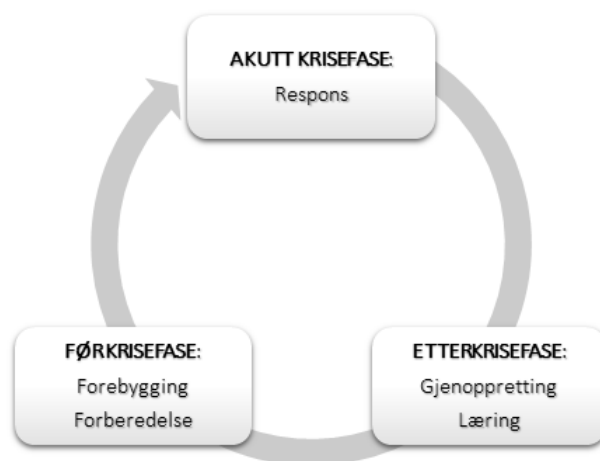 AKUTT KRISEFASE:
Respons
FØRKRISEFASE:
Forebygging
Forberedelse
ETTERKRISEFASE:
Gjenoppretting
Læring